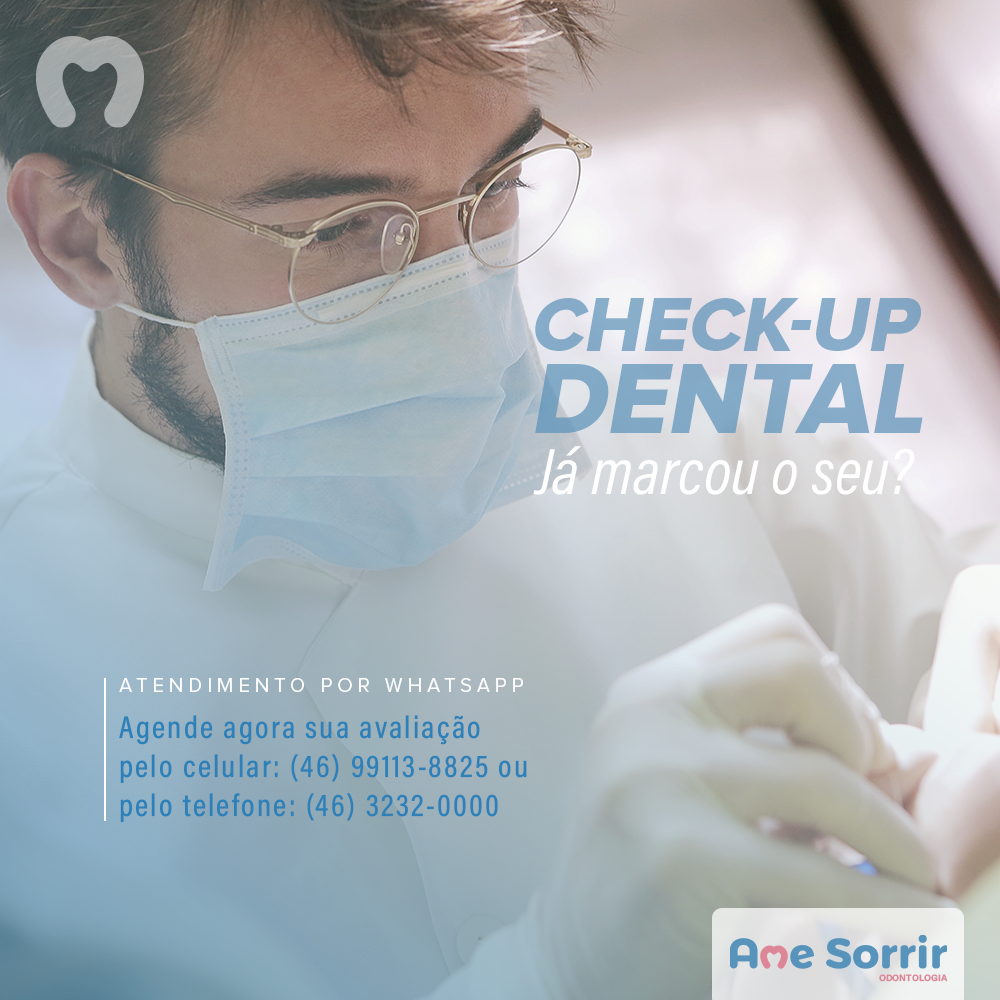 CHECK-UP
DENTAL
Já marcou o seu?
ATENDIMENTO POR WHATSAPP
Agende agora sua avaliação
pelo celular: (46) 99113-8825 ou
pelo telefone: (46) 3232-0000
Ame Sorrir
ODONTOLOGIA